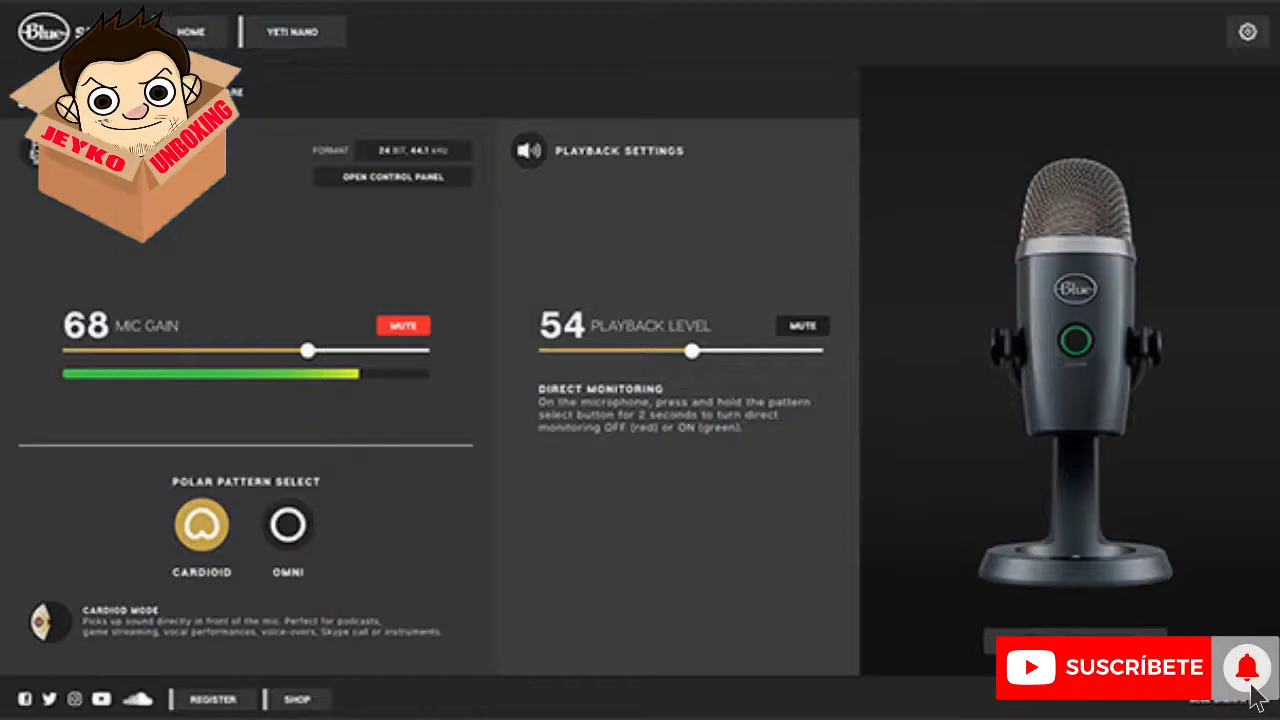 Blue
HOME
YETI NANO
JEYKO
UNBOXING
FORMAT
24 BIT, 44.1 kHz
OPEN CONTROL PANEL
PLAYBACK SETTINGS
68 MIC GAIN
MUTE
54 PLAYBACK LEVEL
MUTE
DIRECT MONITORING
On the microphone, press and hold the pattern
select button for 2 seconds to turn direct
monitoring OFF (red) or ON (green).
Blue
POLAR PATTERN SELECT
CARDIOID
OMNI
CARDIOD MODE
Picks up sound directly in front of the mic. Perfect for podcasts,
game streaming, vocal performances, voice-overs, Skype call or instruments.
SUSCRÍBETE
REGISTER
SHOP